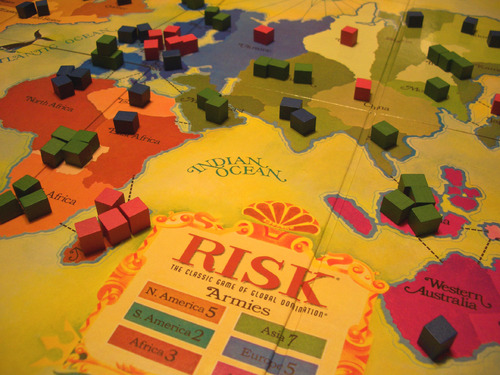 ATLANTIC OCEAN
North Africa
East Africa
Africa
China
INDIAN
OCEAN
RISK
THE CLASSIC GAME OF GLOBAL DOMINATION
Armies
N. America 5
Asia 7
S. America 2
Europe 5
Africa 3
Western
Australia